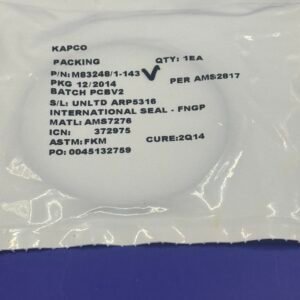 KAPCO
PACKING QTY: 1EA
P/N: M83248/1-143
PKG 12/2014 PER AMS2817
BATCH PCBV2
S/L: UNLTD ARP5316
INTERNATIONAL SEAL - FNGP
MATL: AMS7276
ICN: 372975
ASTM: FKM CURE: 2Q14
PO: 0045132759